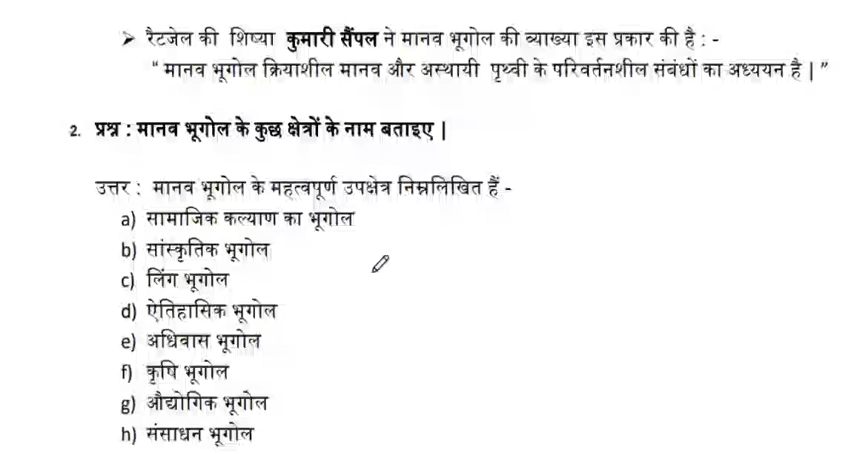 ➤ रैटजेल की शिष्या कुमारी सैंपल ने मानव भूगोल की व्याख्या इस प्रकार की है : -
“ मानव भूगोल क्रियाशील मानव और अस्थायी पृथ्वी के परिवर्तनशील संबंधों का अध्ययन है | ”
2. प्रश्न : मानव भूगोल के कुछ क्षेत्रों के नाम बताइए |
उत्तर : मानव भूगोल के महत्वपूर्ण उपक्षेत्र निम्नलिखित हैं -
a) सामाजिक कल्याण का भूगोल
b) सांस्कृतिक भूगोल
c) लिंग भूगोल
d) ऐतिहासिक भूगोल
e) अधिवास भूगोल
f) कृषि भूगोल
g) औद्योगिक भूगोल
h) संसाधन भूगोल